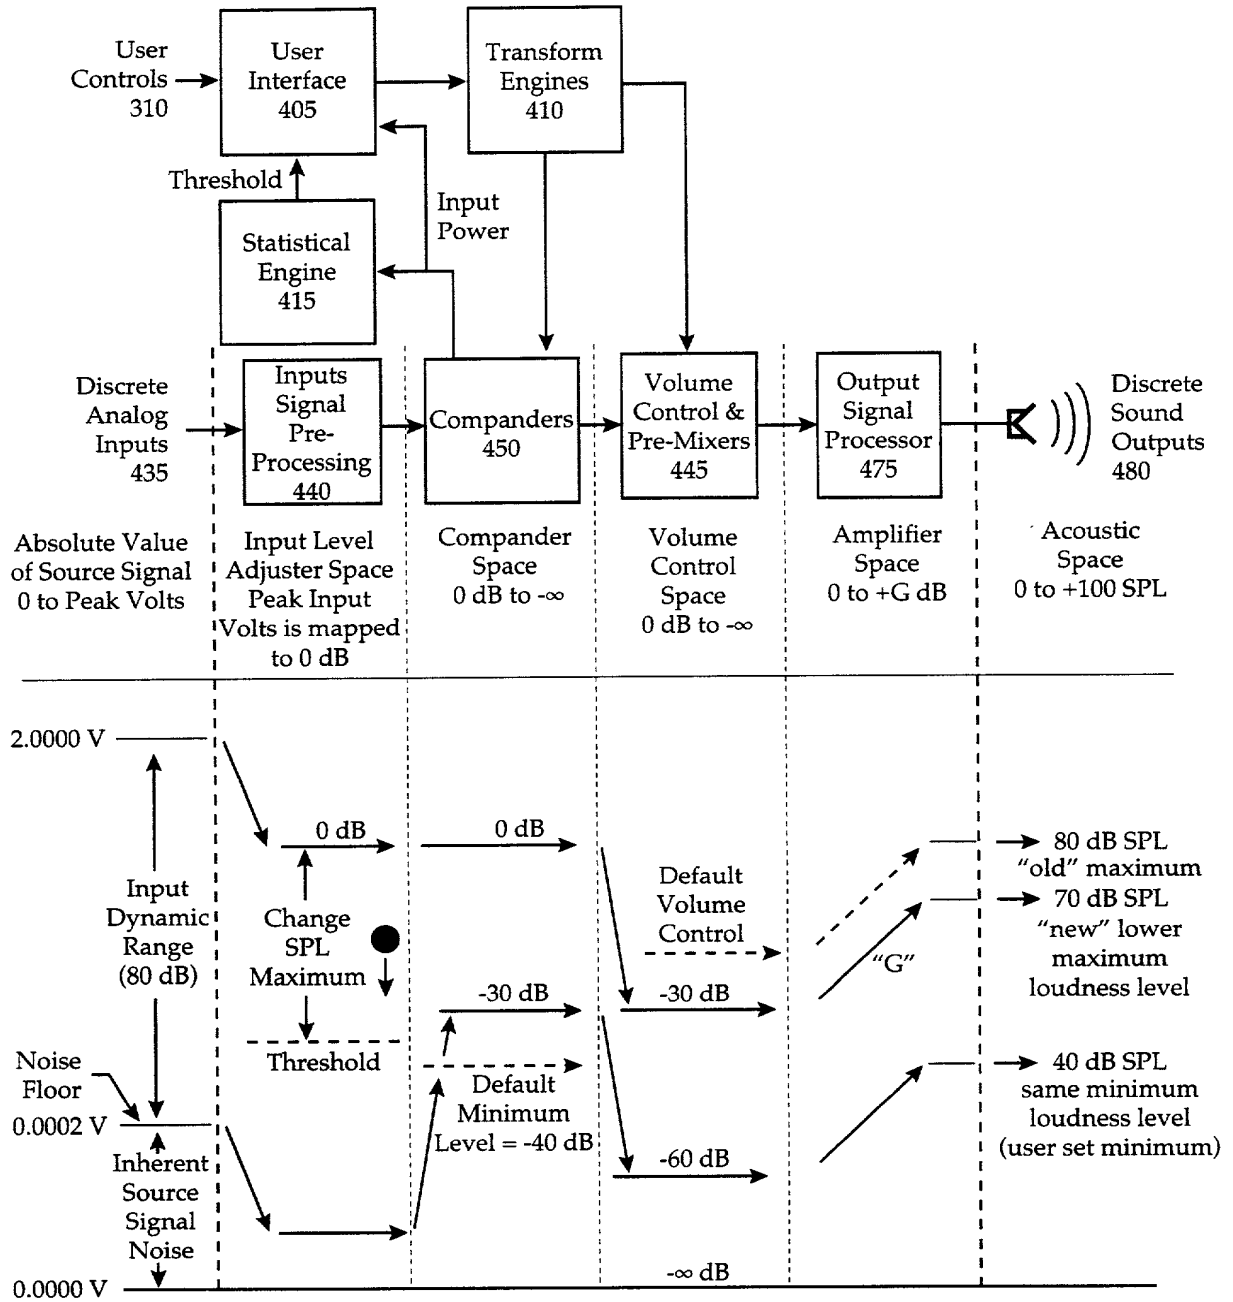 User
Controls
310
User
Interface
405
Transform
Engines
410
Threshold
Input
Power
Statistical
Engine
415
Discrete
Analog
Inputs
435
Inputs
Signal
Pre-
Processing
440
Companders
450
Volume
Control &
Pre-Mixers
445
Output
Signal
Processor
475
Discrete
Sound
Outputs
480
Absolute Value
of Source Signal
0 to Peak Volts
Input Level
Adjuster Space
Peak Input
Volts is mapped
to 0 dB
Compander
Space
0 dB to -∞
Volume
Control
Space
0 dB to -∞
Amplifier
Space
0 to +G dB
Acoustic
Space
0 to +100 SPL
2.0000 V
Input
Dynamic
Range
(80 dB)
Noise
Floor
0.0002 V
Inherent
Source
Signal
Noise
0.0000 V
0 dB
Change
SPL
Maximum
Threshold
0 dB
-30 dB
Default
Minimum
Level = -40 dB
Default
Volume
Control
-30 dB
-60 dB
-∞ dB
"G"
80 dB SPL
"old" maximum
70 dB SPL
"new" lower
maximum
loudness level
40 dB SPL
same minimum
loudness level
(user set minimum)